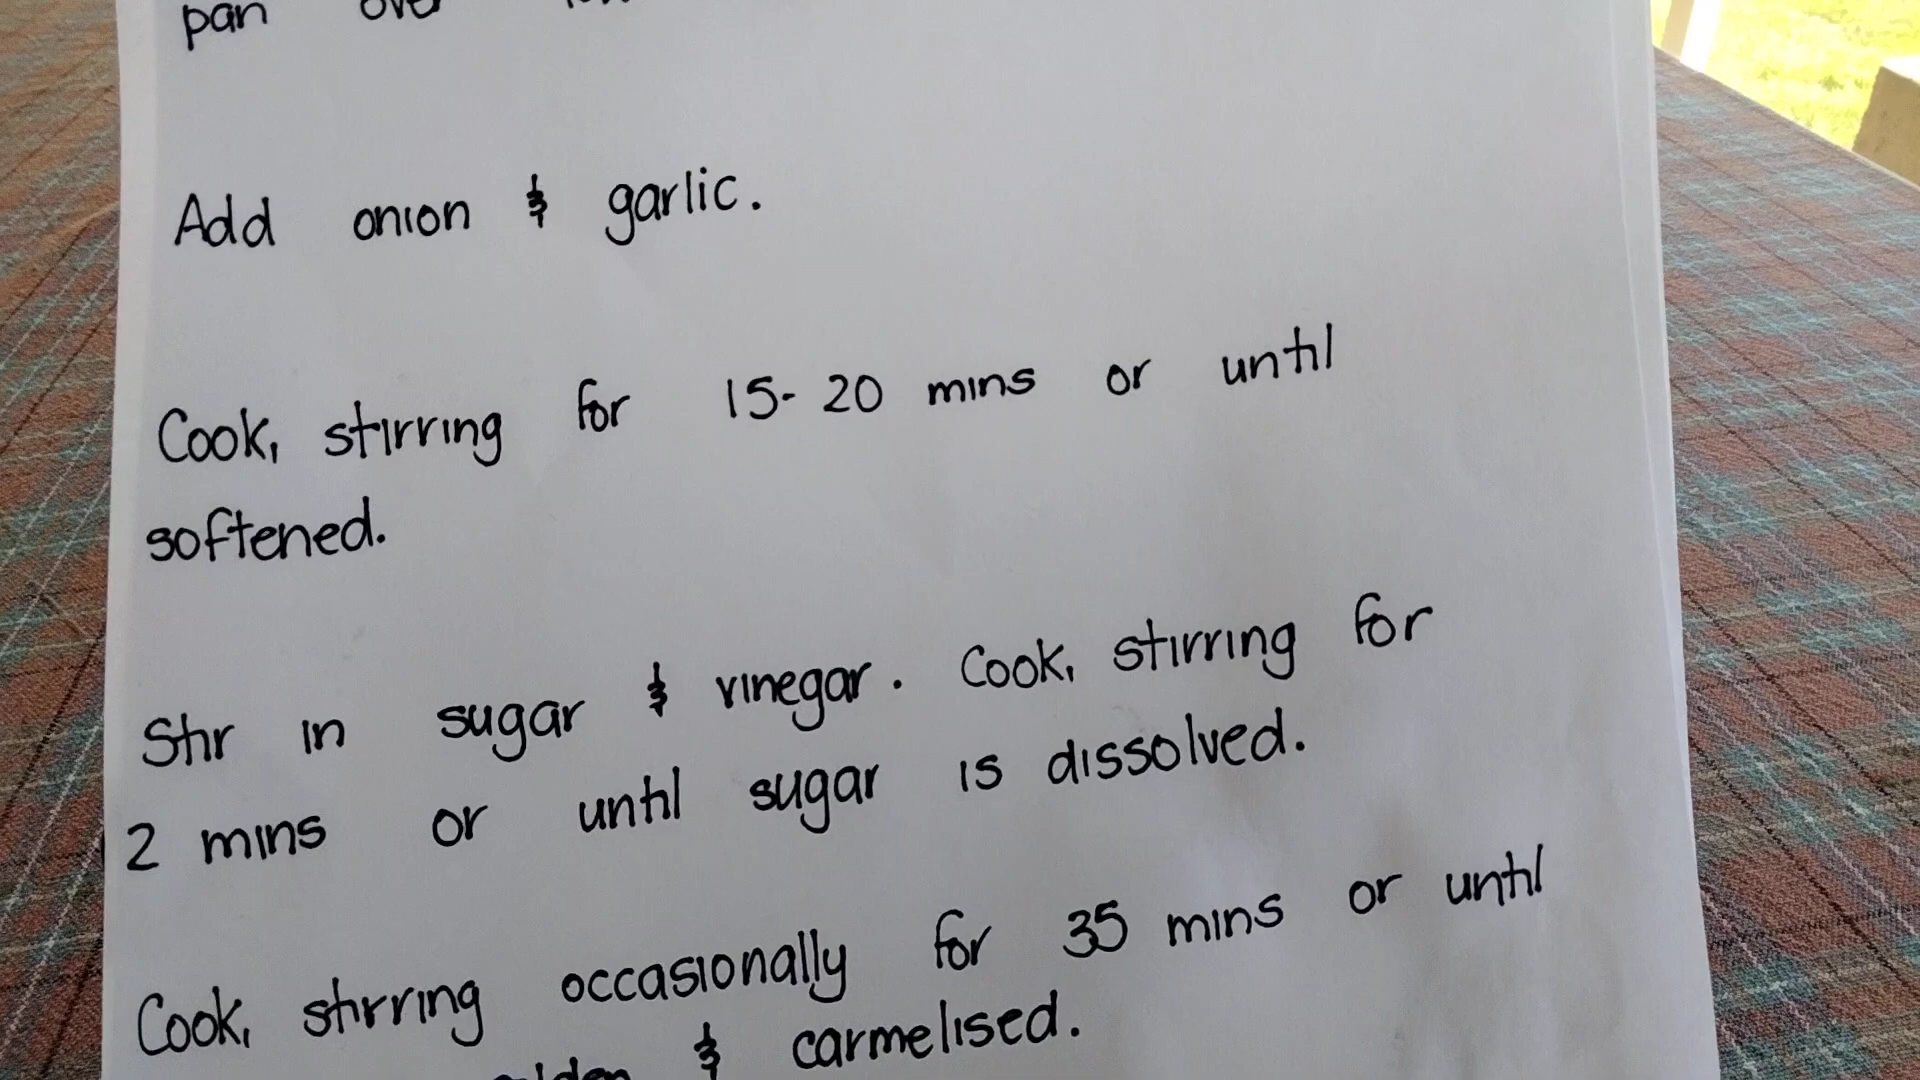 pan
Add onion & garlic.
Cook, stirring for 15-20 mins or until
softened.
Stir in sugar & vinegar. Cook, stirring for
2 mins or until sugar is dissolved.
Cook, stirring occasionally for 35 mins or until
& carmelised.